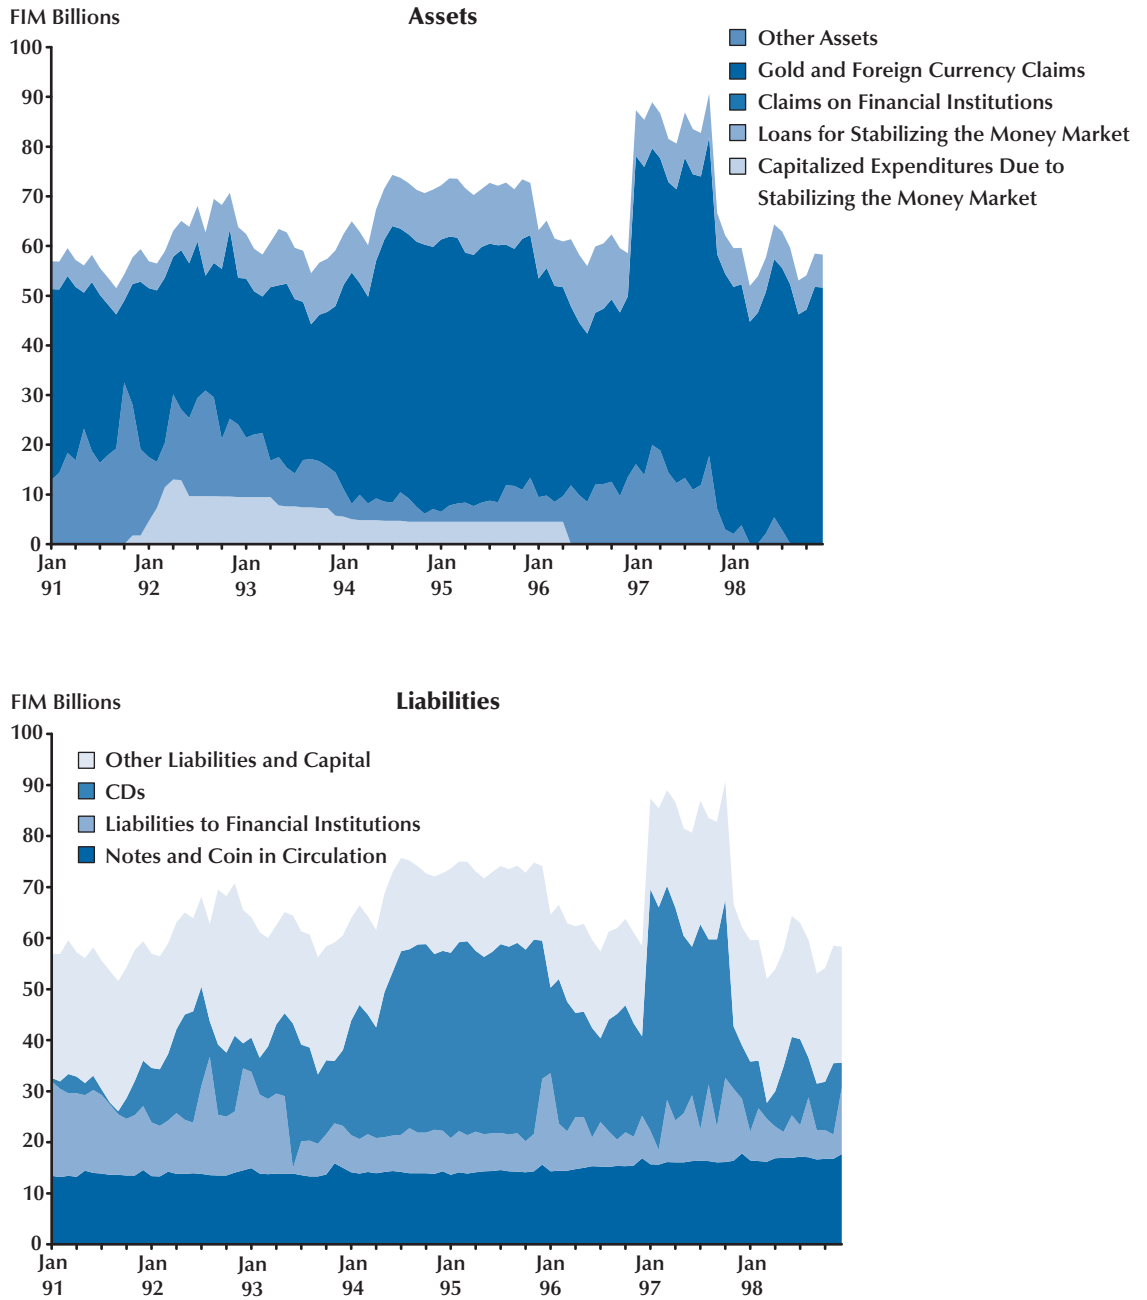 FIM Billions
Assets
100
90
80
70
60
50
40
30
20
10
0
Other Assets
Gold and Foreign Currency Claims
Claims on Financial Institutions
Loans for Stabilizing the Money Market
Capitalized Expenditures Due to
Stabilizing the Money Market
Jan Jan Jan Jan Jan Jan Jan Jan
91 92 93 94 95 96 97 98
FIM Billions
Liabilities
100
90
80
70
60
50
40
30
20
10
0
Other Liabilities and Capital
CDs
Liabilities to Financial Institutions
Notes and Coin in Circulation
Jan Jan Jan Jan Jan Jan Jan Jan
91 92 93 94 95 96 97 98